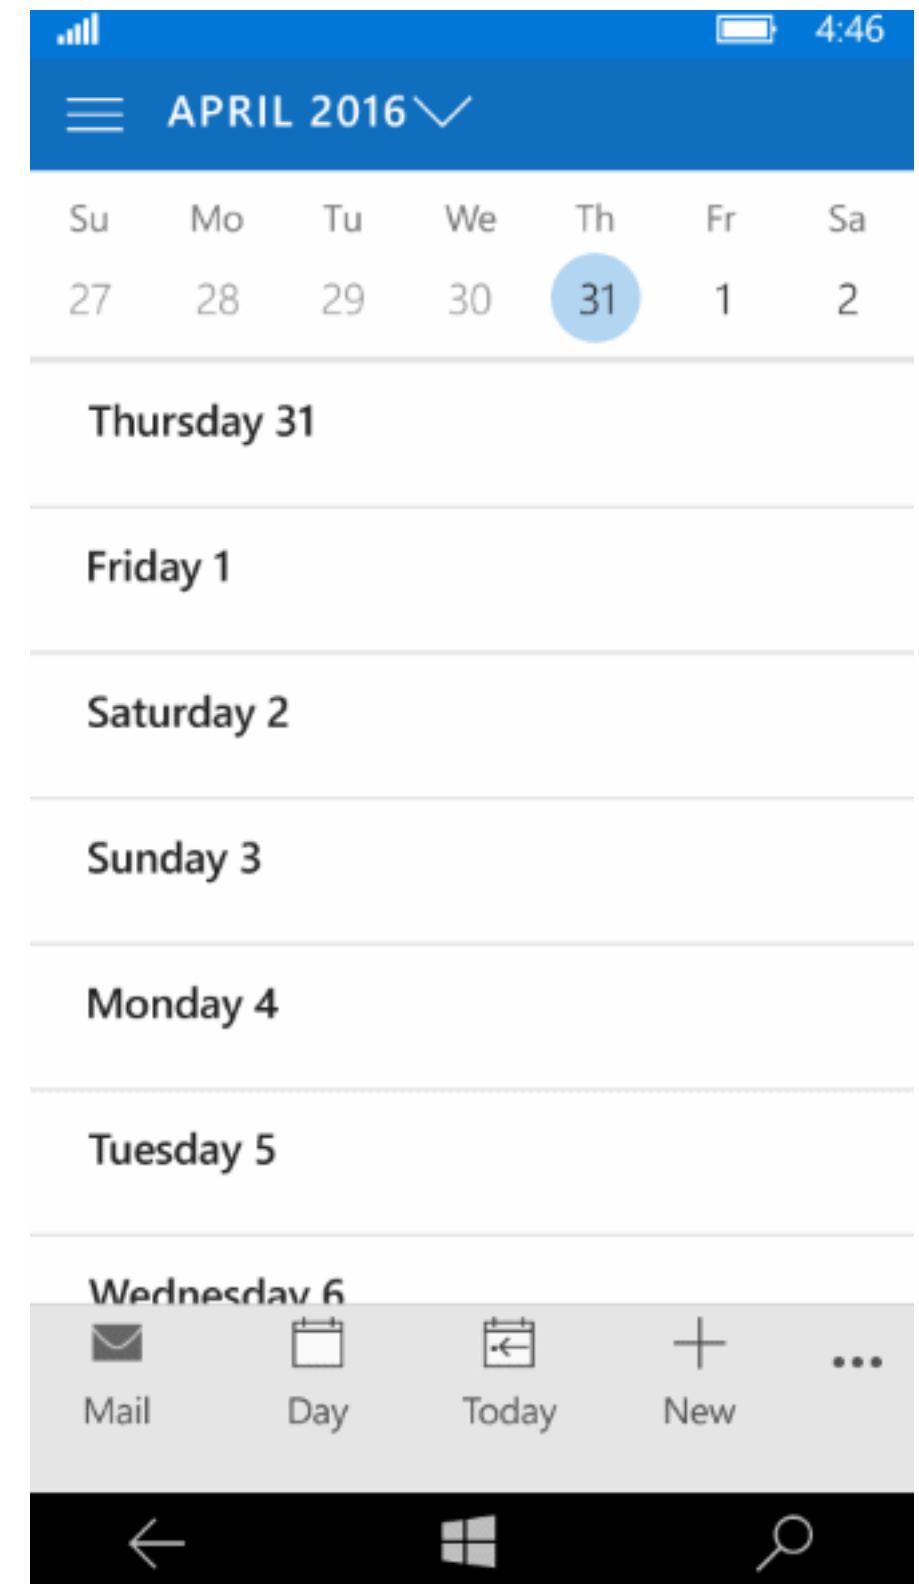 4:46
APRIL 2016
Su Mo Tu We Th Fr Sa
27 28 29 30 31 1 2
Thursday 31
Friday 1
Saturday 2
Sunday 3
Monday 4
Tuesday 5
Wednesday 6
Mail Day Today New